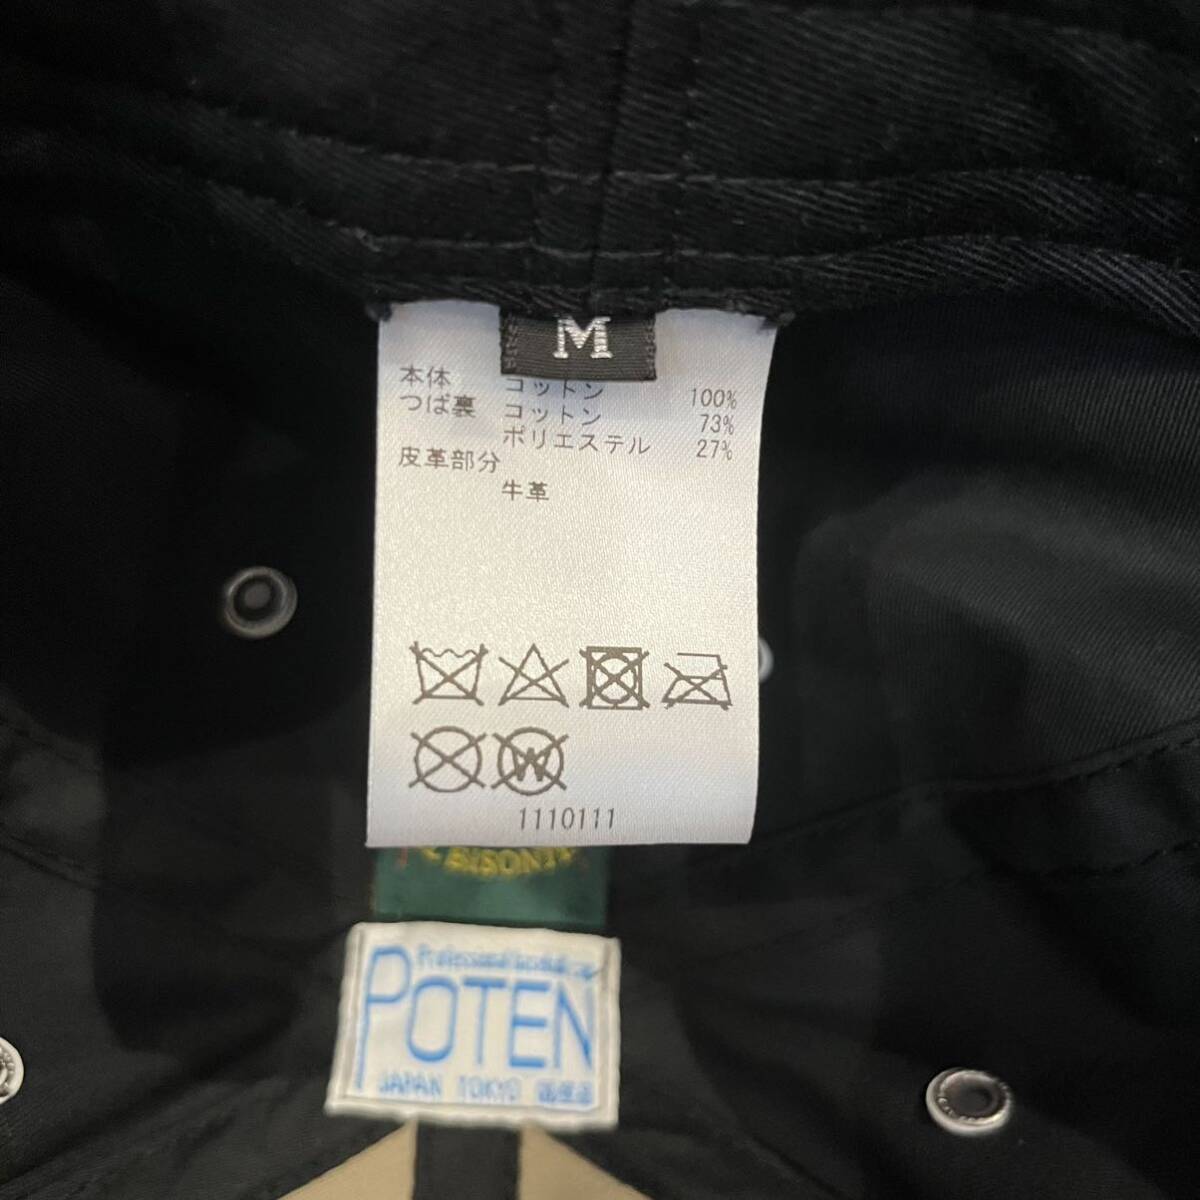 M
本体 コットン 100%
つば裏 コットン 73%
ポリエステル 27%
皮革部分
牛革
W
1110111
BISONTE
POTEN
JAPAN TOKYO